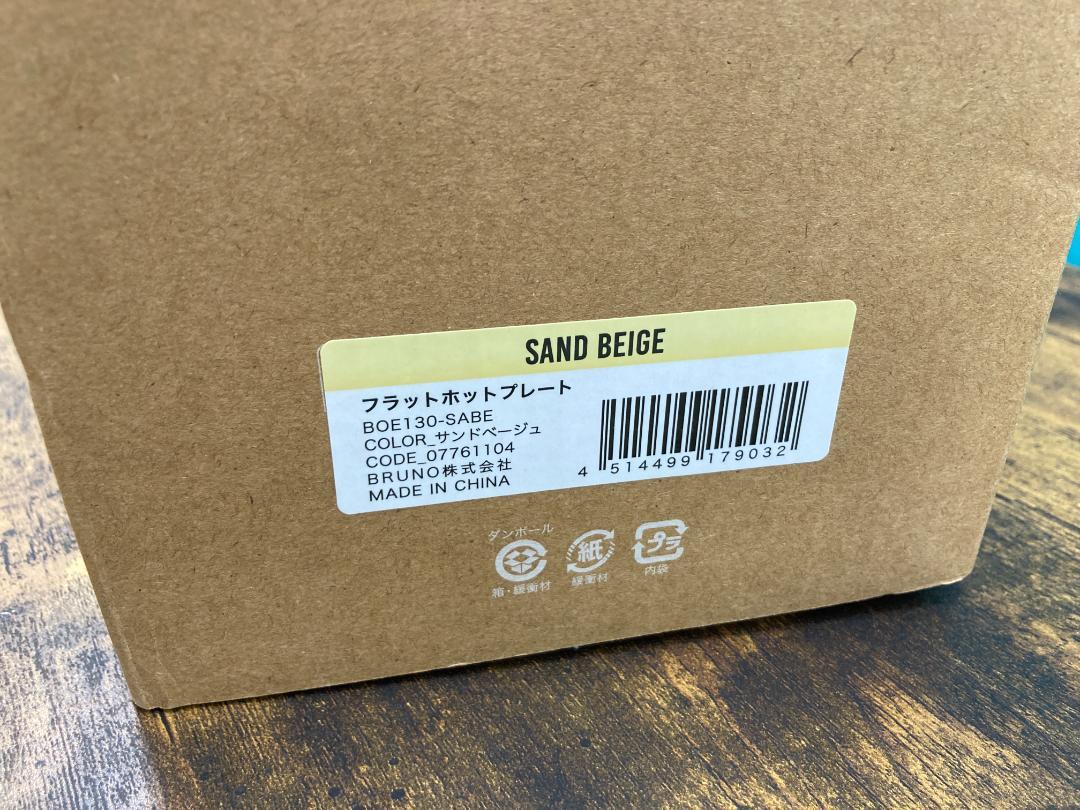 SAND BEIGE
フラットホットプレート
BOE130-SABE
COLOR_サンドベージュ
CODE_07761104
BRUNO株式会社
MADE IN CHINA
4 514499 179032
ダンボール
箱・緩衝材
紙
緩衝材
プラ
内袋